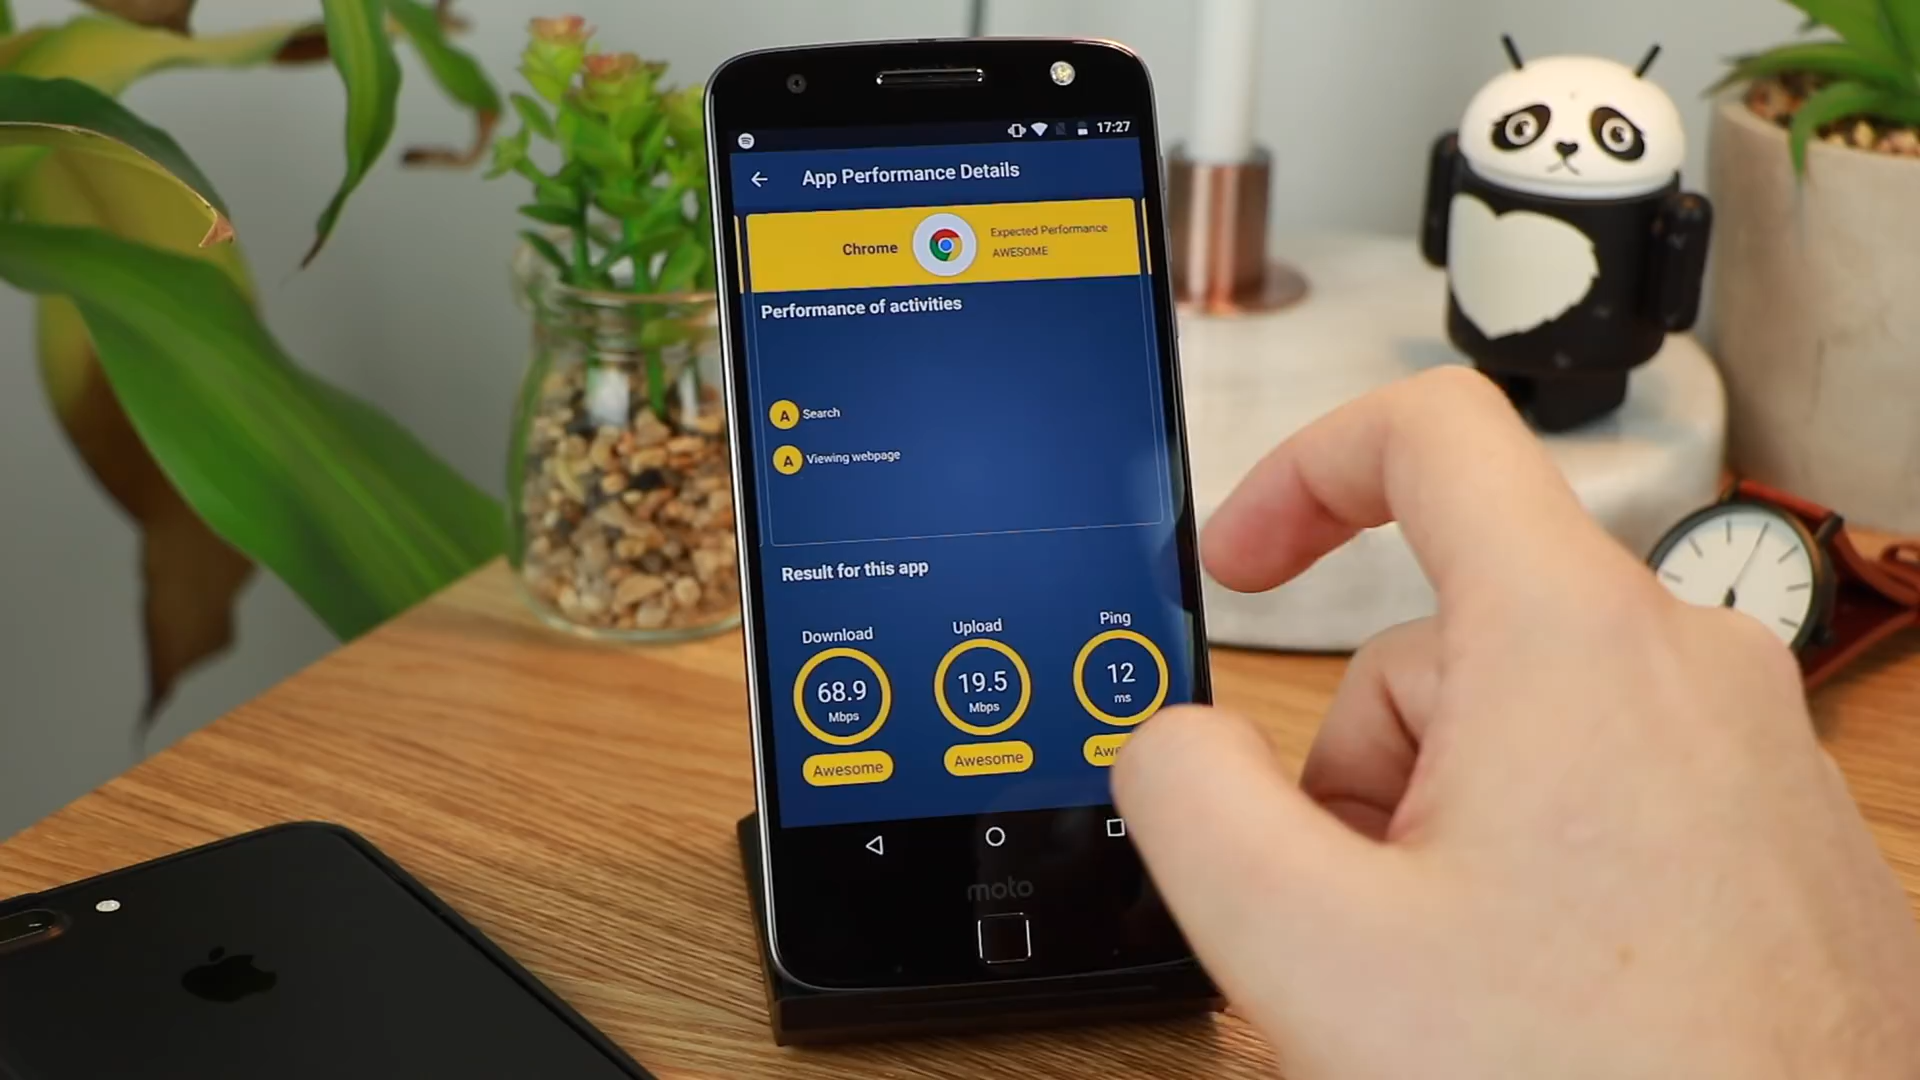 17:27
App Performance Details
Chrome
Expected Performance
AWESOME
Performance of activities
A Search
A Viewing webpage
Result for this app
Download
Upload
Ping
68.9
Mbps
19.5
Mbps
12
ms
Awesome
Awesome
Awe
moto